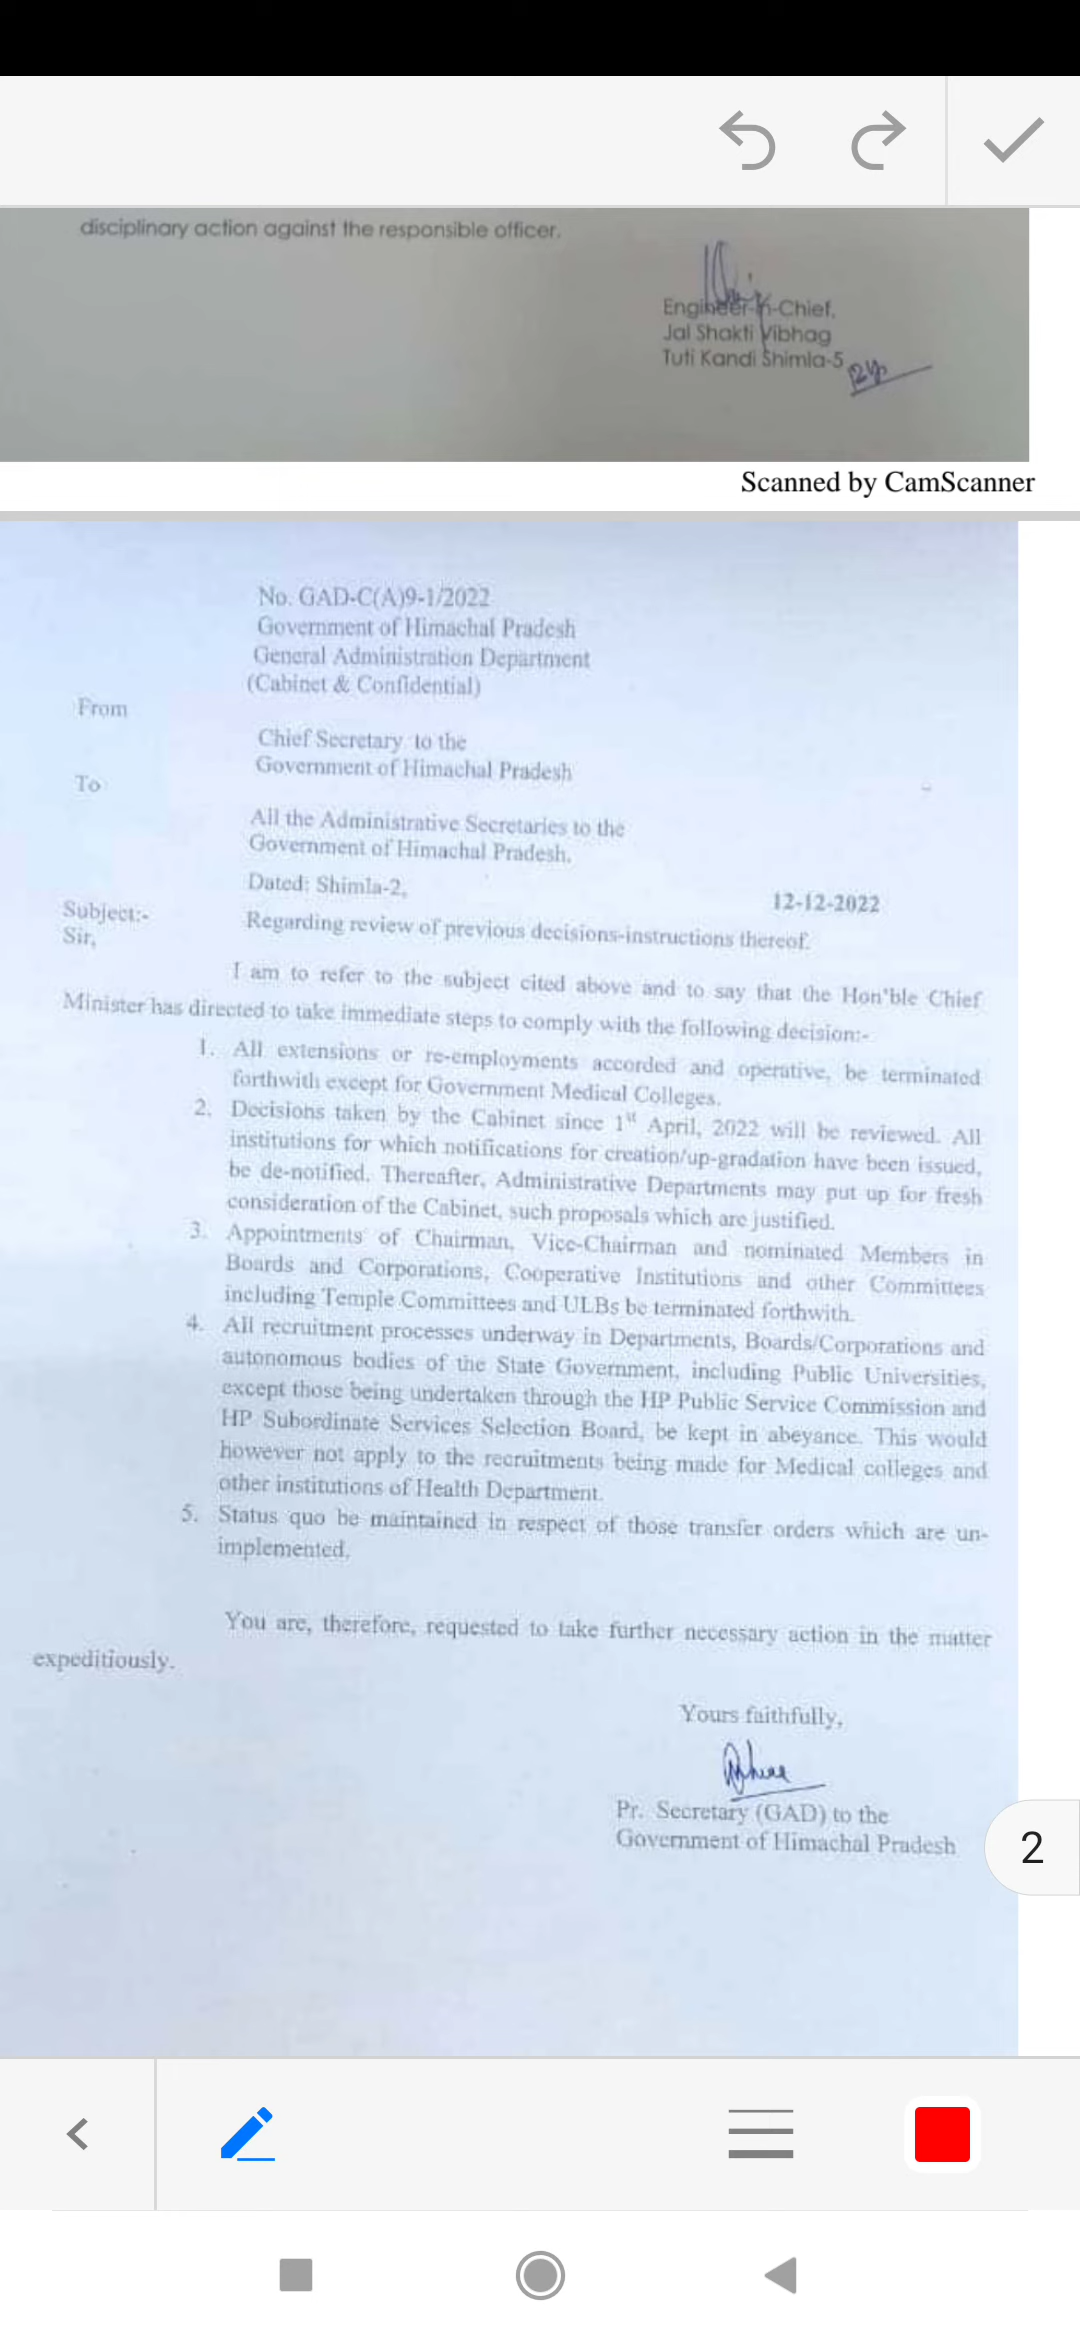 disciplinary action against the responsible officer.
Engineer-in-Chief,
Jal Shakti Vibhag
Tuti Kandi Shimla-5
Scanned by CamScanner
No. GAD-C(A)9-1/2022
Government of Himachal Pradesh
General Administration Department
(Cabinet & Confidential)
From
Chief Secretary to the
Government of Himachal Pradesh
To
All the Administrative Secretaries to the
Government of Himachal Pradesh.
Dated: Shimla-2, 12-12-2022
Subject:- Regarding review of previous decisions-instructions thereof.
Sir,
I am to refer to the subject cited above and to say that the Hon'ble Chief
Minister has directed to take immediate steps to comply with the following decision:-
1. All extensions or re-employments accorded and operative, be terminated
forthwith except for Government Medical Colleges.
2. Decisions taken by the Cabinet since 1st April, 2022 will be reviewed. All
institutions for which notifications for creation/up-gradation have been issued,
be de-notified. Thereafter, Administrative Departments may put up for fresh
consideration of the Cabinet, such proposals which are justified.
3. Appointments of Chairman, Vice-Chairman and nominated Members in
Boards and Corporations, Cooperative Institutions and other Committees
including Temple Committees and ULBs be terminated forthwith.
4. All recruitment processes underway in Departments, Boards/Corporations and
autonomous bodies of the State Government, including Public Universities,
except those being undertaken through the HP Public Service Commission and
HP Subordinate Services Selection Board, be kept in abeyance. This would
however not apply to the recruitments being made for Medical colleges and
other institutions of Health Department.
5. Status quo be maintained in respect of those transfer orders which are un-
implemented.
You are, therefore, requested to take further necessary action in the matter
expeditiously.
Yours faithfully,
Pr. Secretary (GAD) to the
Government of Himachal Pradesh
2